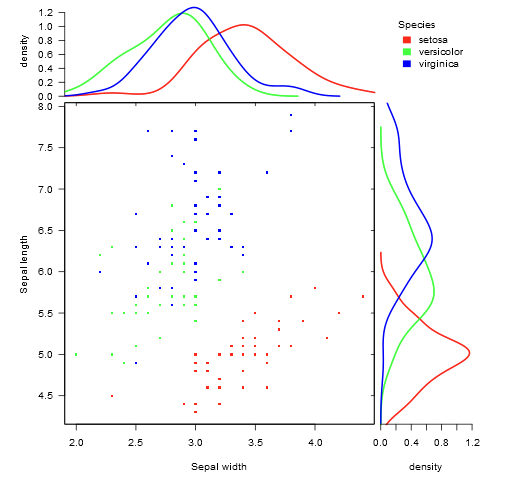 Species
setosa
versicolor
virginica
density
1.2
1.0
0.8
0.6
0.4
0.2
0.0
Sepal length
8.0
7.5
7.0
6.5
6.0
5.5
5.0
4.5
2.0 2.5 3.0 3.5 4.0
Sepal width
0.0 0.4 0.8 1.2
density